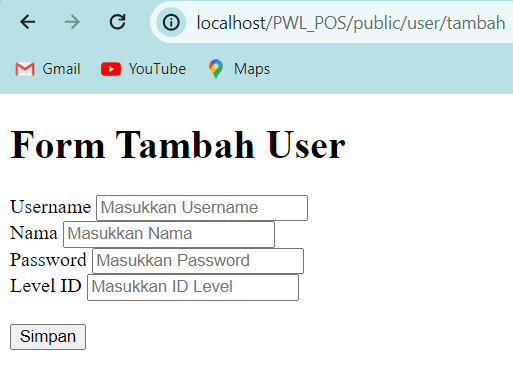 localhost/PWL_POS/public/user/tambah
Gmail YouTube Maps
Form Tambah User
Username Masukkan Username
Nama Masukkan Nama
Password Masukkan Password
Level ID Masukkan ID Level
Simpan